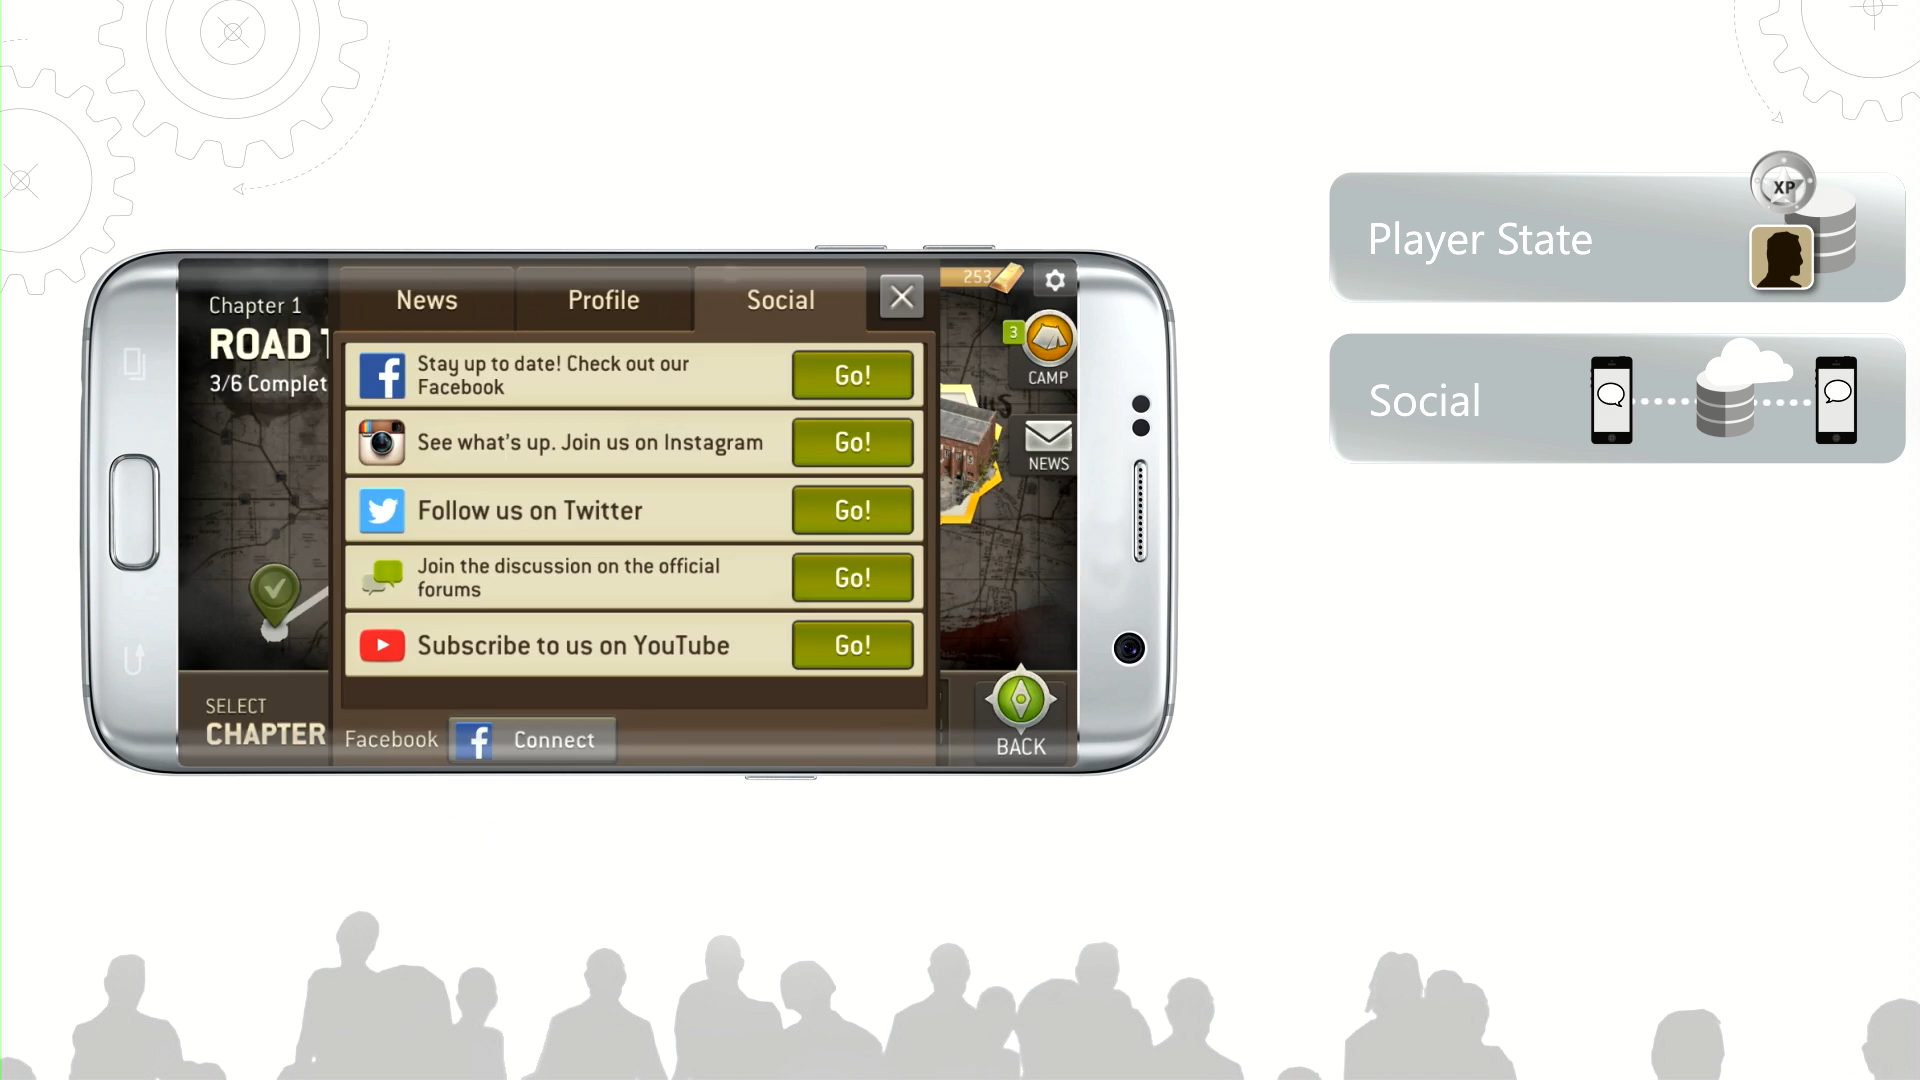 Chapter 1
ROAD
3/6 Complet
News
Profile
Social
253
3
CAMP
NEWS
Stay up to date! Check out our
Facebook
Go!
See what's up. Join us on Instagram
Go!
Follow us on Twitter
Go!
Join the discussion on the official
forums
Go!
Subscribe to us on YouTube
Go!
SELECT
CHAPTER
Facebook
Connect
BACK
Player State
XP
Social